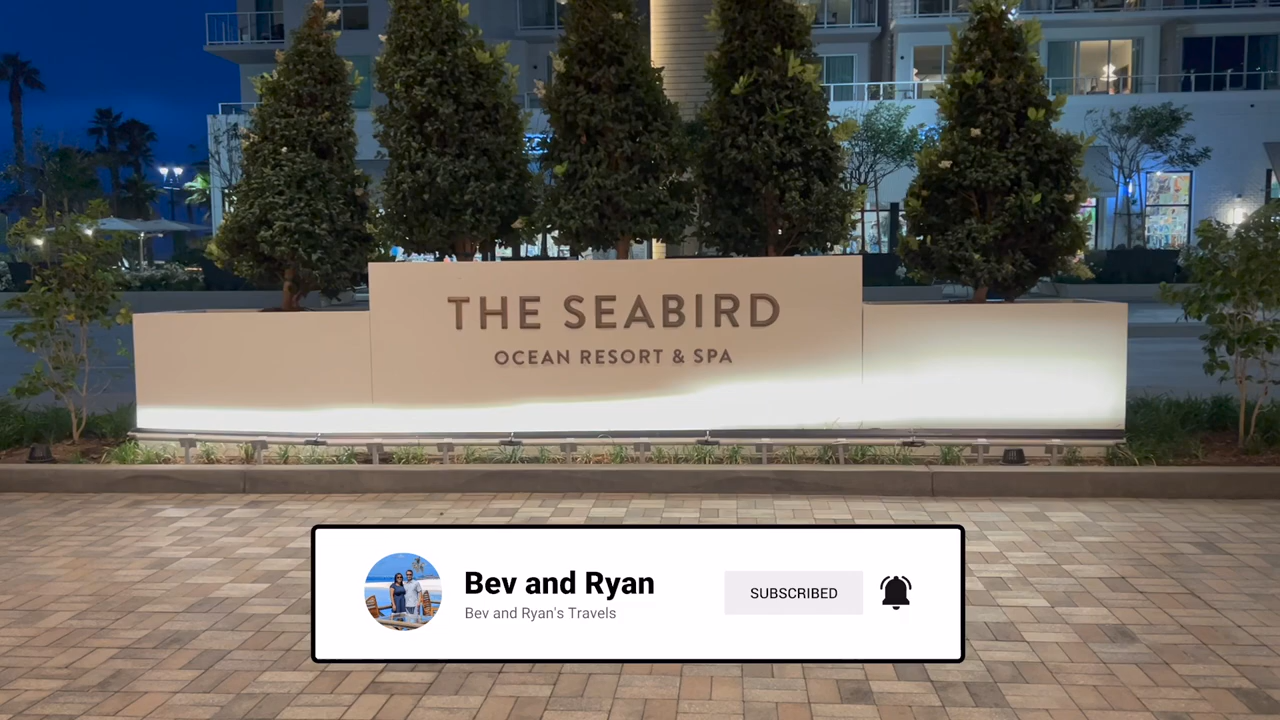 THE SEABIRD
OCEAN RESORT & SPA
Bev and Ryan
Bev and Ryan's Travels
SUBSCRIBED